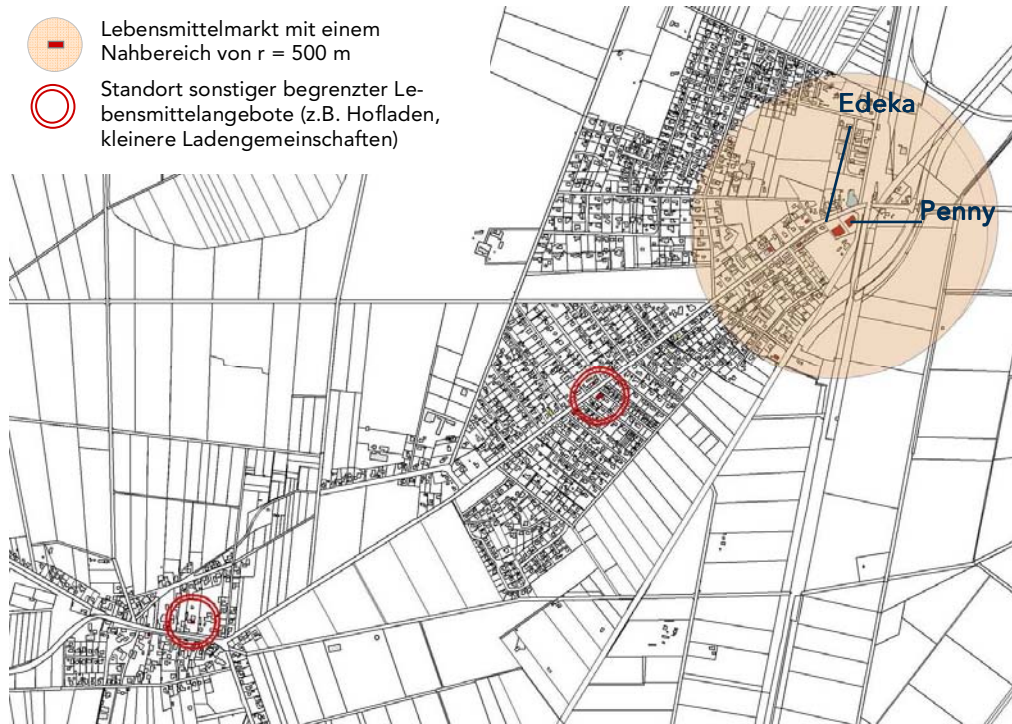 Lebensmittelmarkt mit einem
Nahbereich von r = 500 m
Standort sonstiger begrenzter Le-
bensmittelangebote (z.B. Hofladen,
kleinere Ladengemeinschaften)
Edeka
Penny